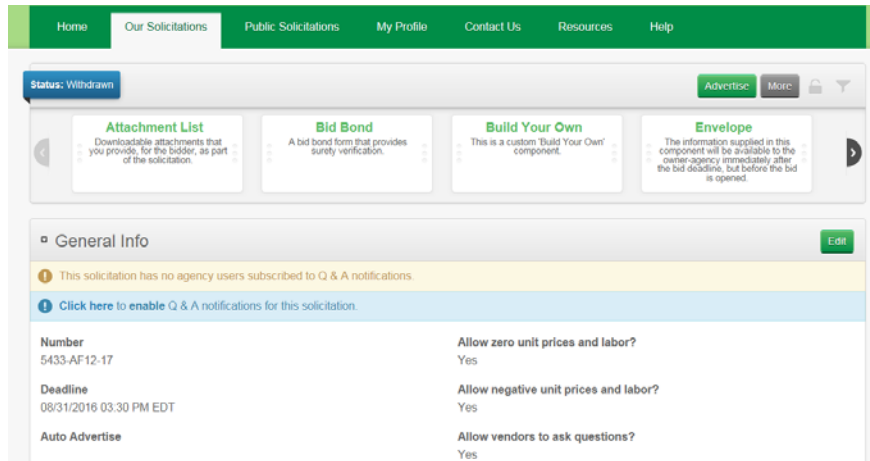 Home Our Solicitations Public Solicitations My Profile Contact Us Resources Help
Status: Withdrawn
Advertise More
Attachment List
Downloadable attachments that
you provide, for the bidder, as part
of the solicitation.
Bid Bond
A bid bond form that provides
surety verification.
Build Your Own
This is a custom 'Build Your Own'
component.
Envelope
The information supplied in this
component will be available to the
owner-agency immediately after
the bid deadline, but before the bid
is opened.
General Info
Edit
This solicitation has no agency users subscribed to Q & A notifications.
Click here to enable Q & A notifications for this solicitation.
Number
5433-AF12-17
Deadline
08/31/2016 03:30 PM EDT
Auto Advertise
Allow zero unit prices and labor?
Yes
Allow negative unit prices and labor?
Yes
Allow vendors to ask questions?
Yes